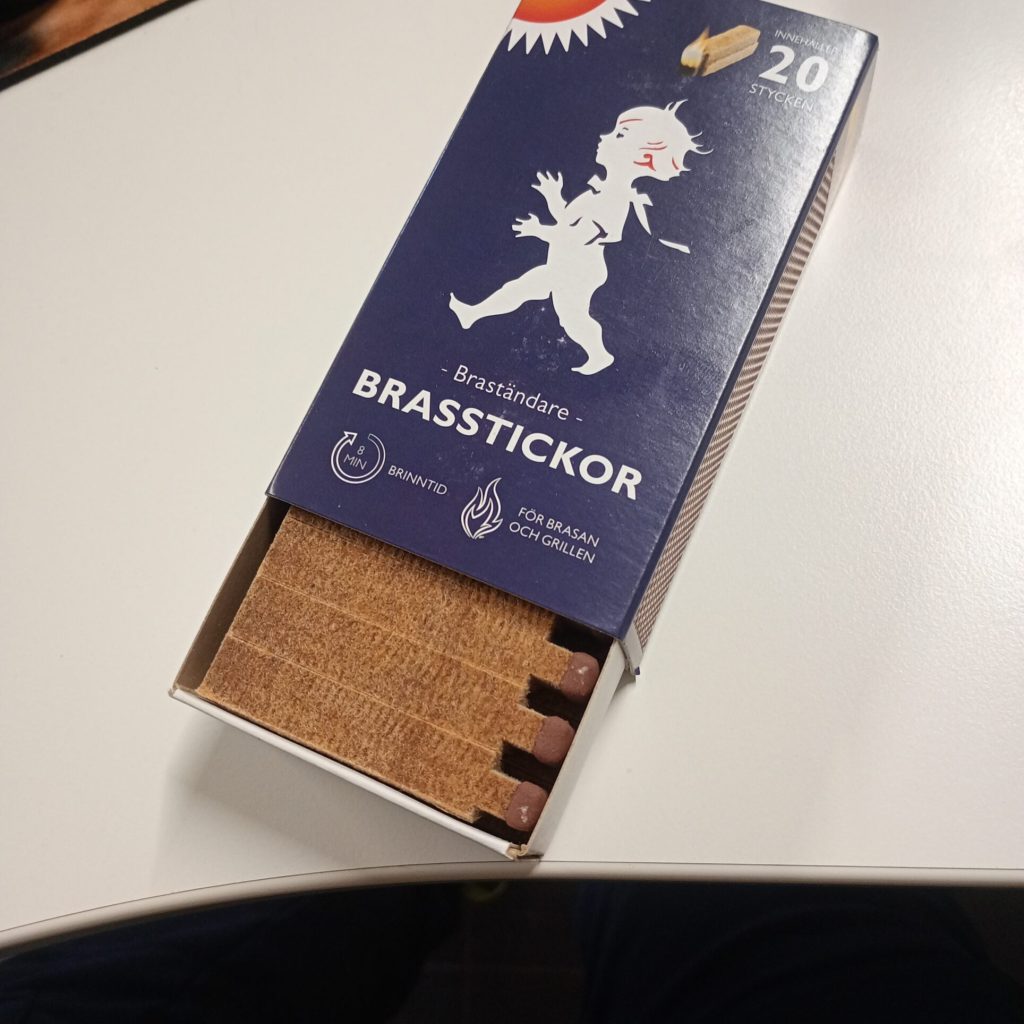 INNEHÅLLER
20
STYCKEN
- Braständare -
BRASSTICKOR
8
MIN
BRINNTID
FÖR BRASAN
OCH GRILLEN